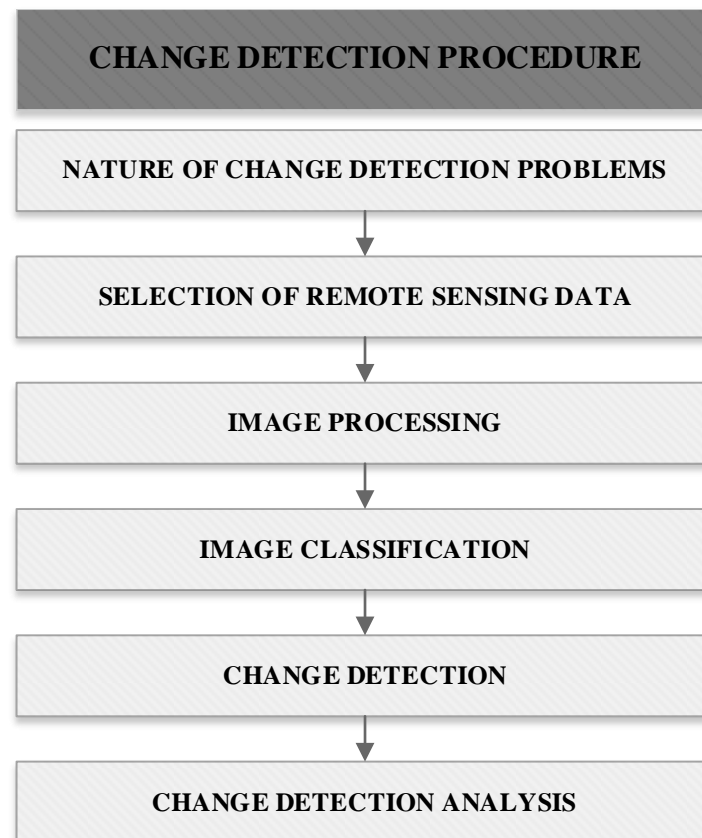 CHANGE DETECTION PROCEDURE
NATURE OF CHANGE DETECTION PROBLEMS
SELECTION OF REMOTE SENSING DATA
IMAGE PROCESSING
IMAGE CLASSIFICATION
CHANGE DETECTION
CHANGE DETECTION ANALYSIS